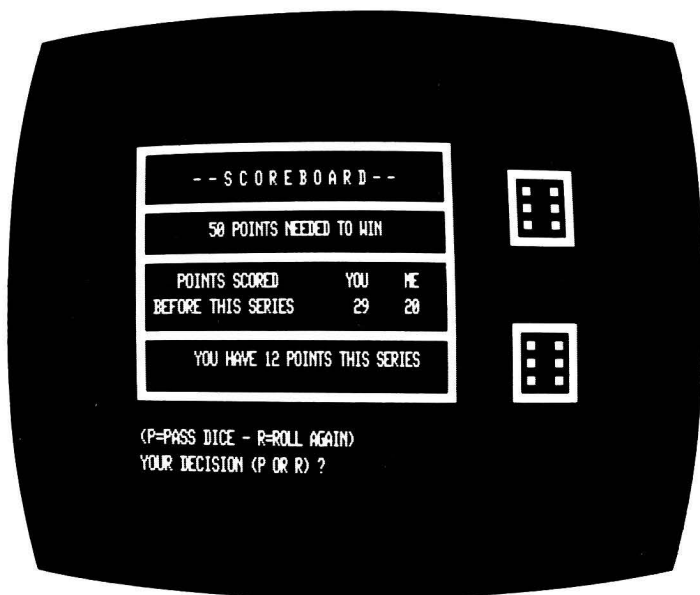 --SCOREBOARD--
50 POINTS NEEDED TO WIN
POINTS SCORED YOU ME
BEFORE THIS SERIES 29 20
YOU HAVE 12 POINTS THIS SERIES
(P=PASS DICE - R=ROLL AGAIN)
YOUR DECISION (P OR R) ?